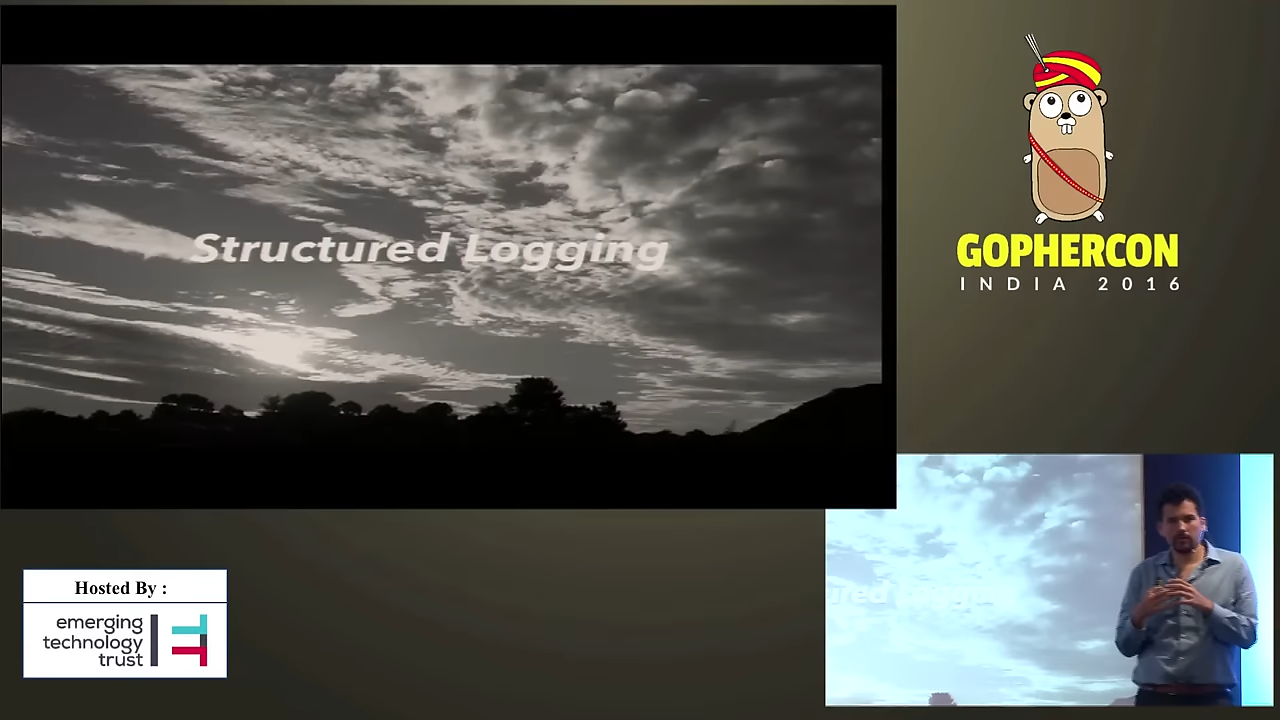 Structured Logging
GOPHERCON
INDIA 2016
Hosted By :
emerging
technology
trust